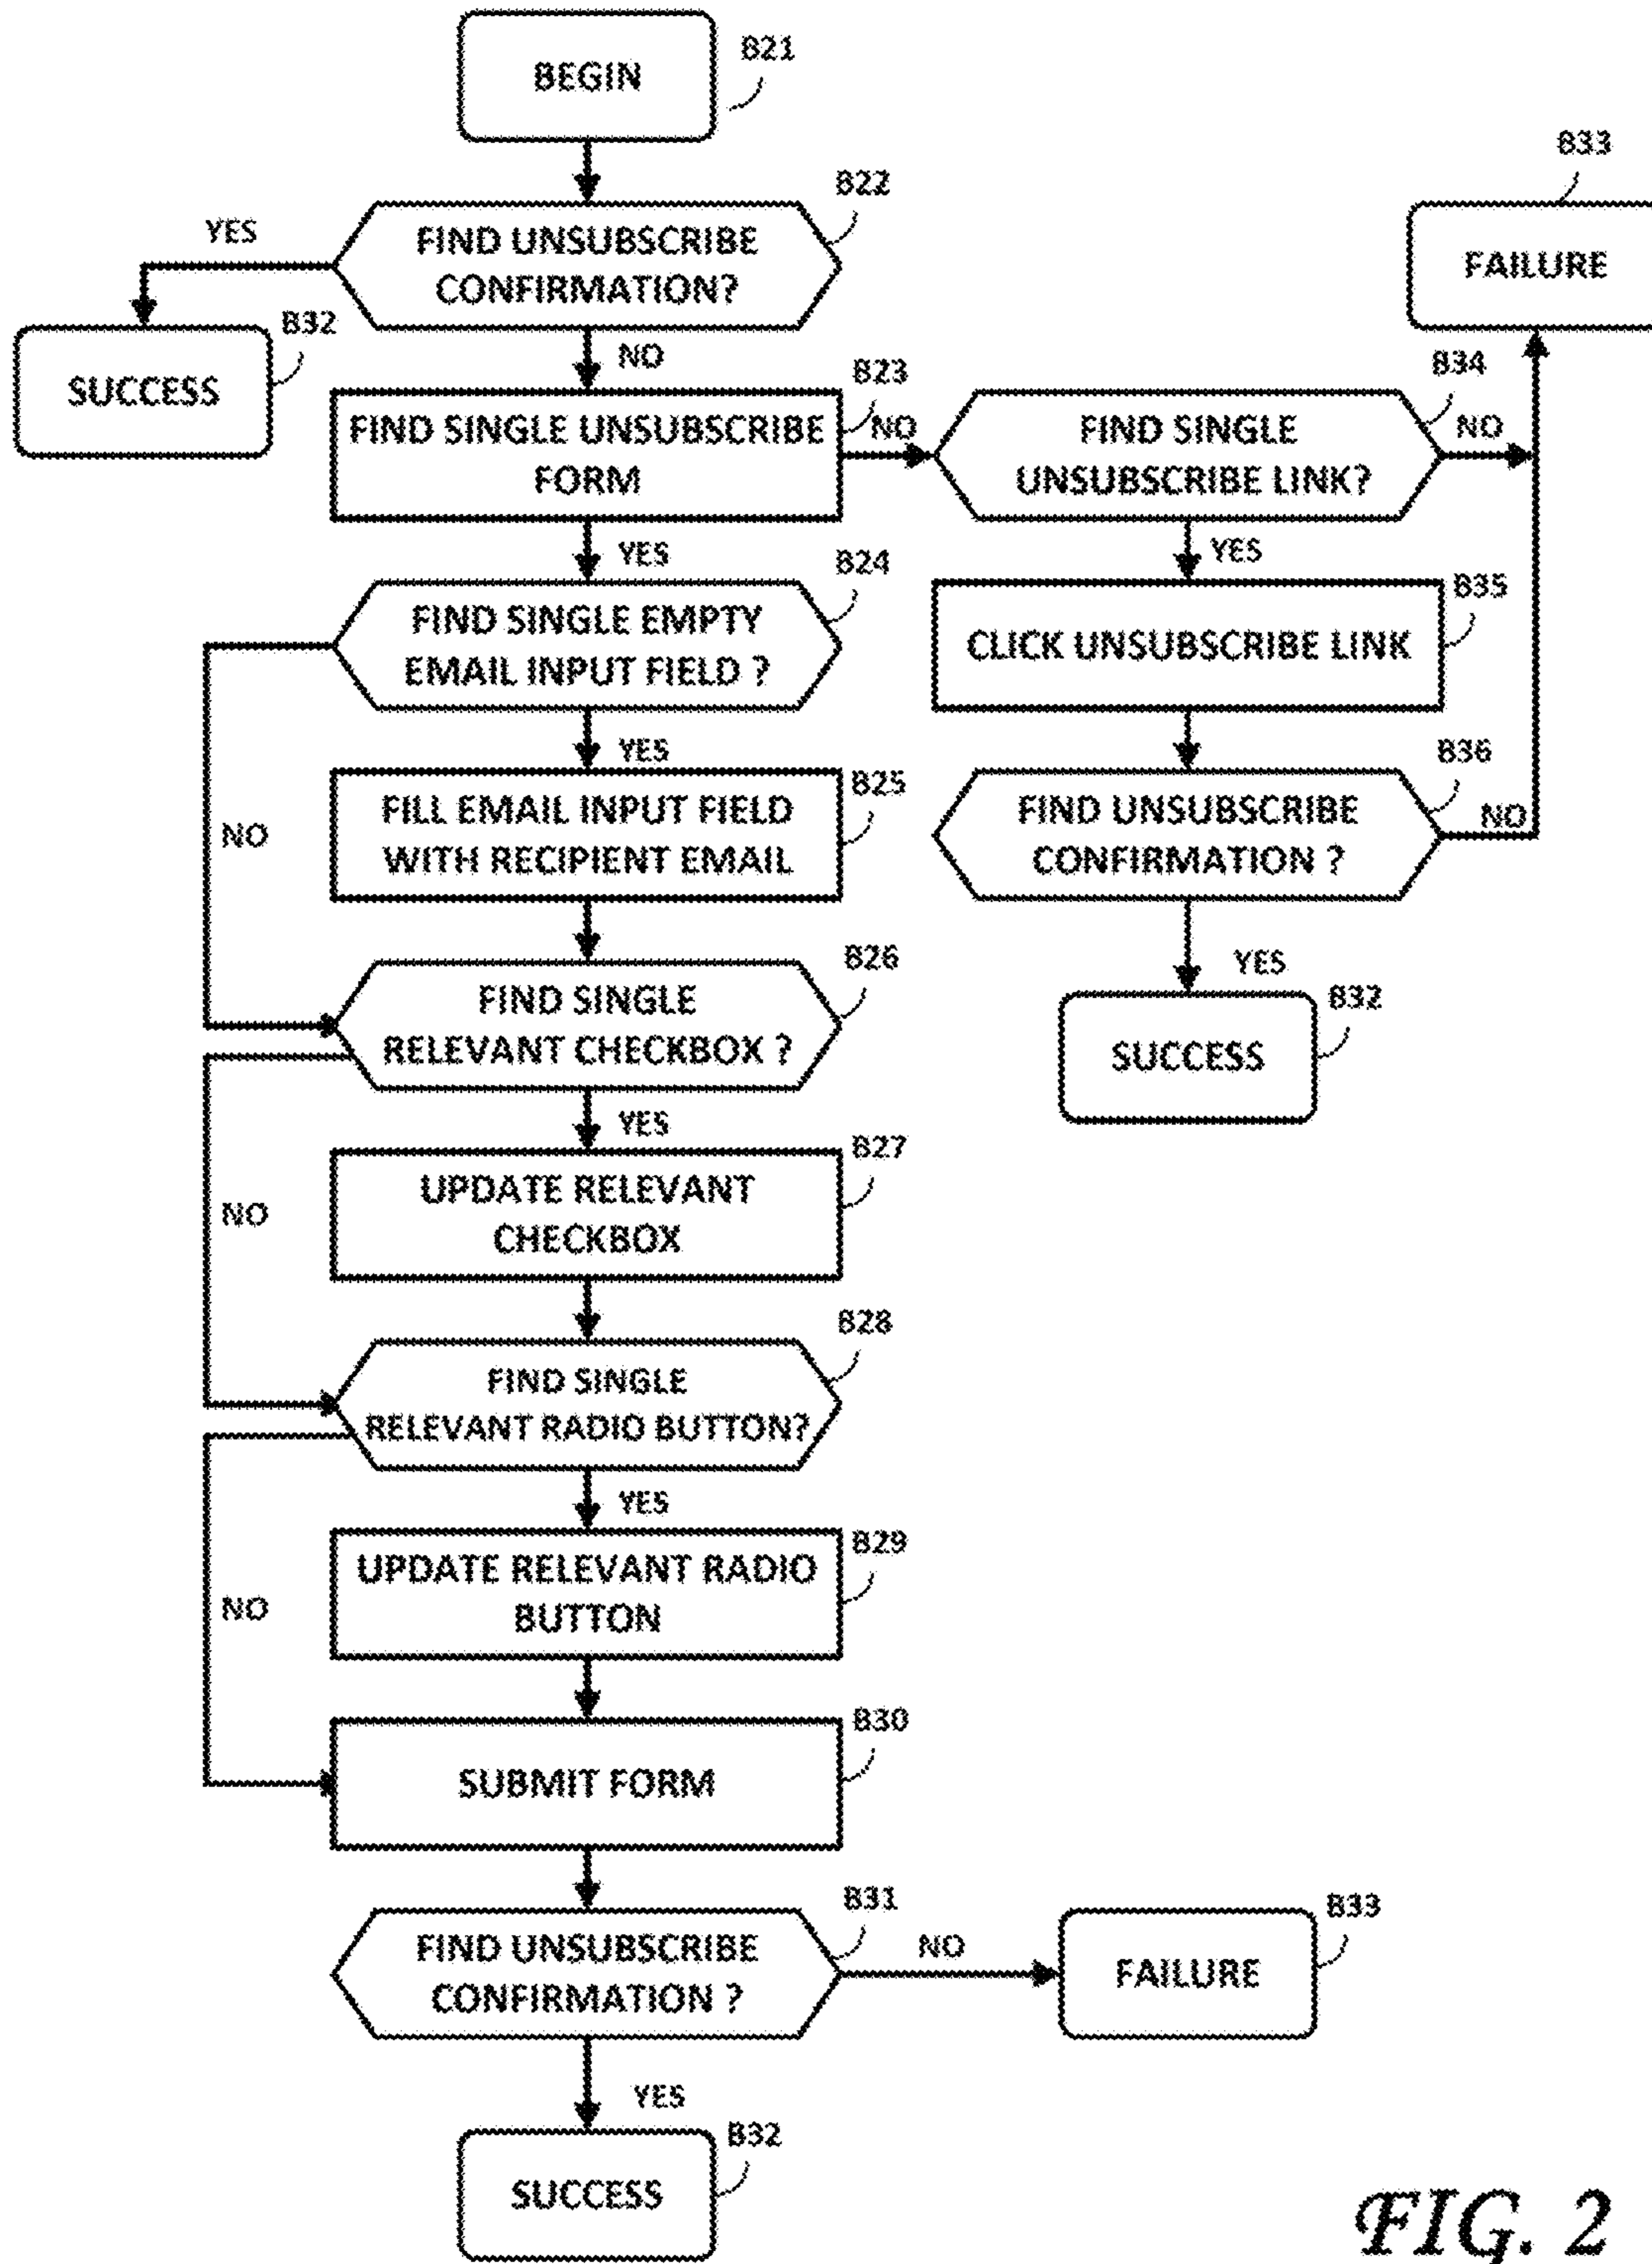 BEGIN
B21
B22
FIND UNSUBSCRIBE
CONFIRMATION?
YES
B33
FAILURE
B32
SUCCESS
NO
B23
FIND SINGLE UNSUBSCRIBE
FORM
NO
B34
FIND SINGLE
UNSUBSCRIBE LINK?
NO
YES
B24
FIND SINGLE EMPTY
EMAIL INPUT FIELD ?
YES
B35
CLICK UNSUBSCRIBE LINK
NO
YES
B25
FILL EMAIL INPUT FIELD
WITH RECIPIENT EMAIL
B36
FIND UNSUBSCRIBE
CONFIRMATION ?
NO
B26
FIND SINGLE
RELEVANT CHECKBOX ?
YES
B32
SUCCESS
NO
YES
B27
UPDATE RELEVANT
CHECKBOX
B28
FIND SINGLE
RELEVANT RADIO BUTTON?
NO
YES
B29
UPDATE RELEVANT RADIO
BUTTON
B30
SUBMIT FORM
B31
FIND UNSUBSCRIBE
CONFIRMATION ?
NO
B33
FAILURE
YES
B32
SUCCESS
FIG. 2